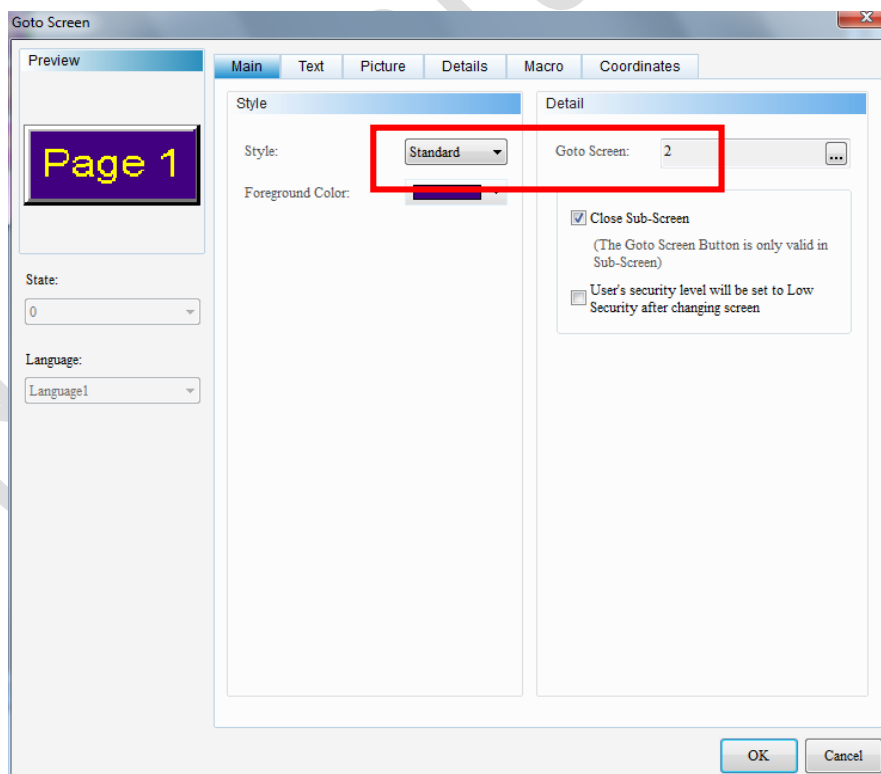 Goto Screen
x
Preview
Page 1
State:
0
Language:
Language1
Main Text Picture Details Macro Coordinates
Style
Style: Standard
Foreground Color:
Detail
Goto Screen: 2 ...
Close Sub-Screen
(The Goto Screen Button is only valid in
Sub-Screen)
User's security level will be set to Low
Security after changing screen
OK Cancel